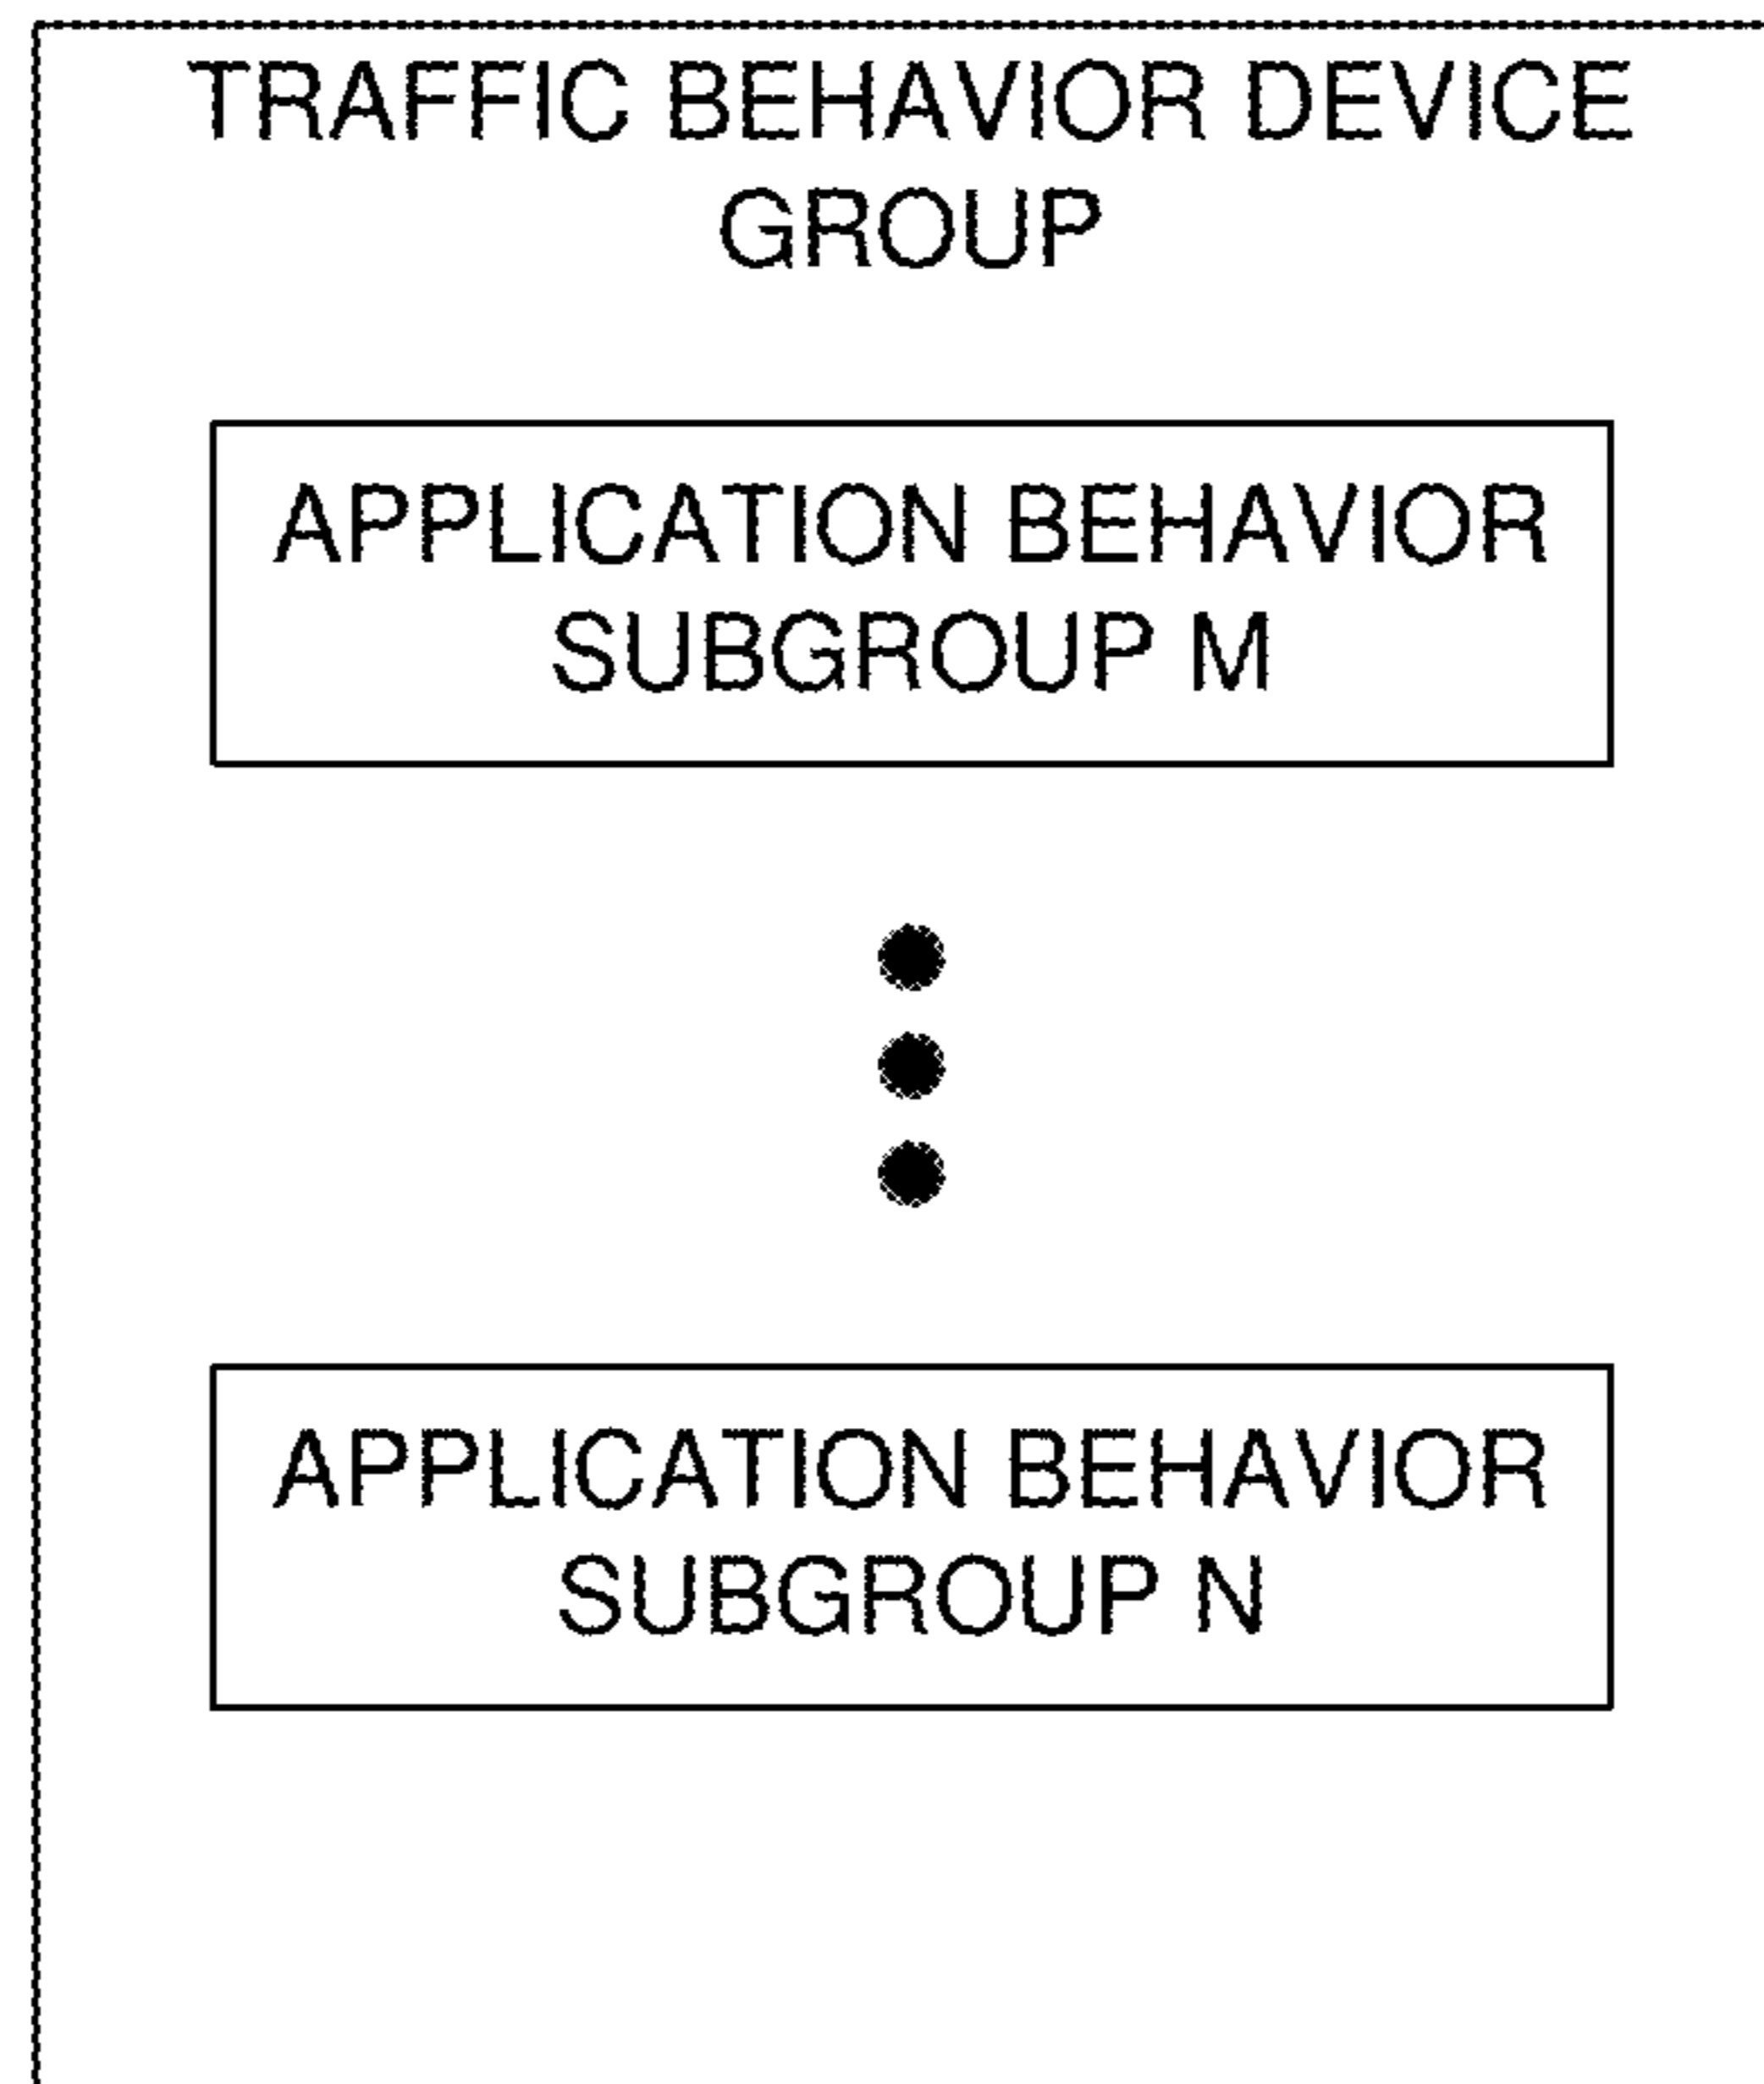 TRAFFIC BEHAVIOR DEVICE
GROUP
APPLICATION BEHAVIOR
SUBGROUP M
APPLICATION BEHAVIOR
SUBGROUP N